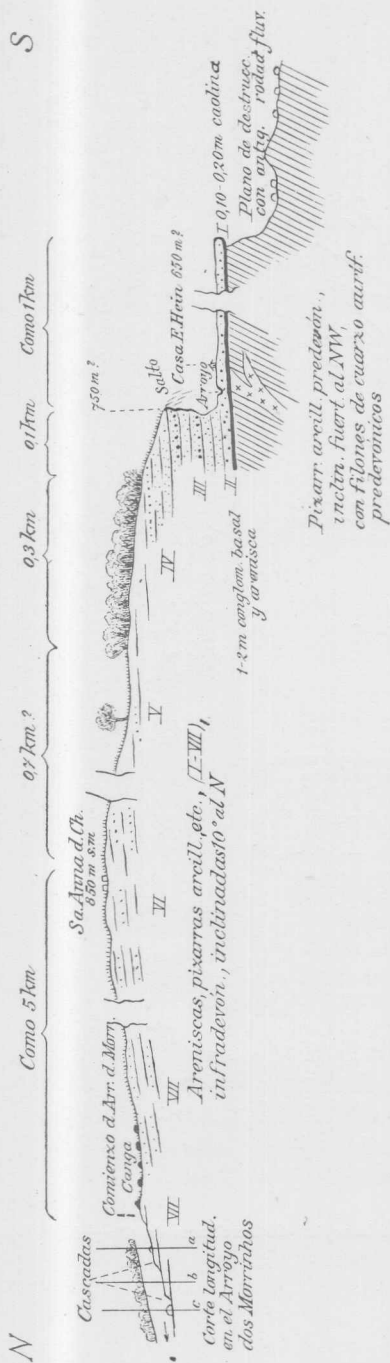 N
S
Como 5 km
0,7 km ?
0,3 km
0,1 km
Como 1 km
Cascadas
c
b
a
Corte longitud.
en el Arroyo
dos Morrinhos
Comienzo d. Arr. d. Morr.
Canga
VII
VII
Sa. Anna d. Ch.
850 m s.m.
VI
Areniscas, pizarras arcill., etc., (I-VII),
infradevón., inclinadas 10° al N
V
IV
750 m ?
Salto
III
II
Arroyo
Casa E. Hein 650 m ?
1-2 m conglom. basal
y arenisca
I 0,10-0,20 m caolina
Plano de destrucc.
con antig. rodad. fluv.
Pizarr. arcill. predevón.,
inclin. fuert. al NW,
con filones de cuarzo aurif.
predevónicos